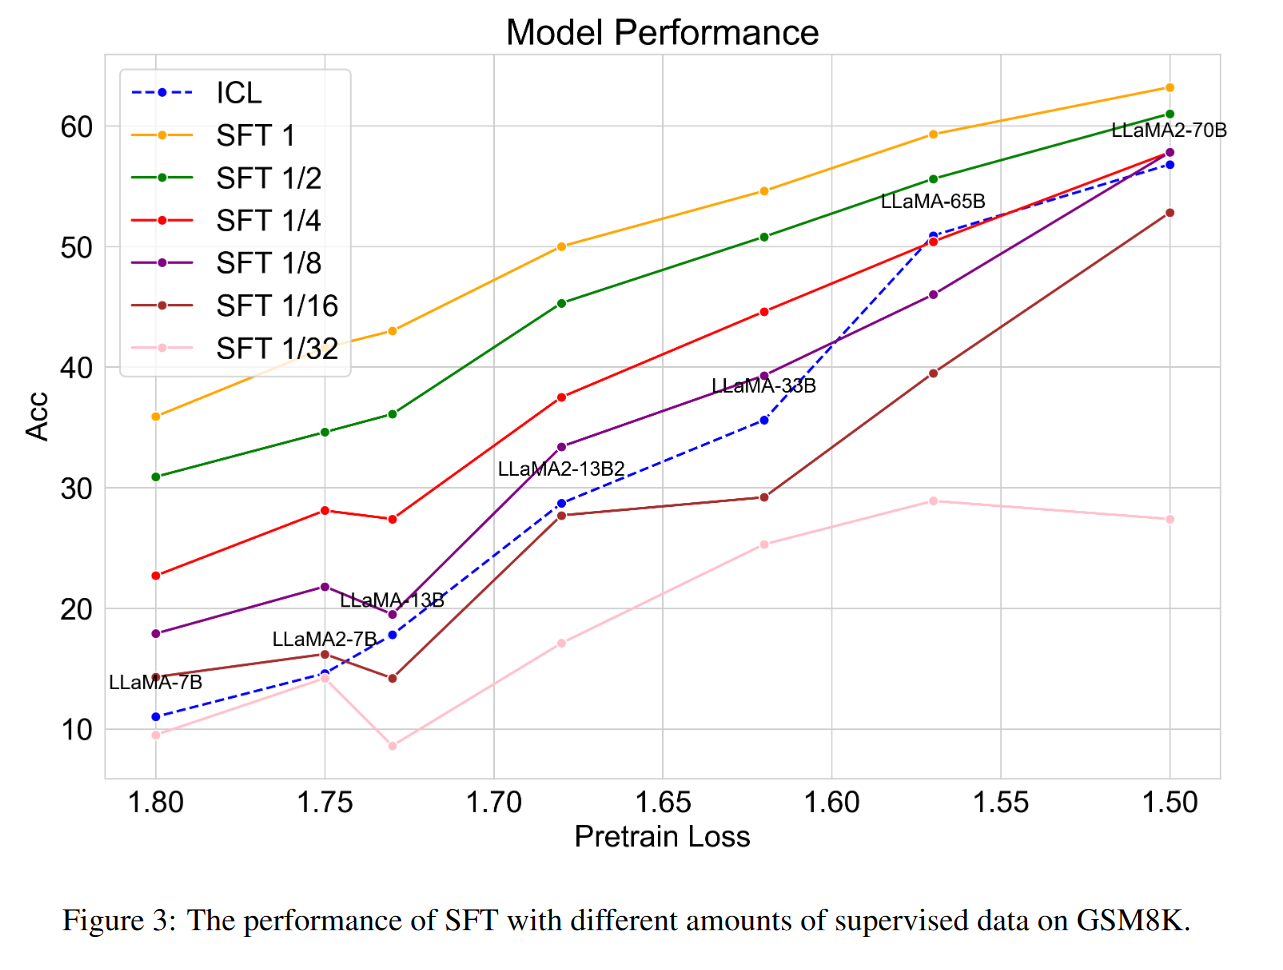 Model Performance
ICL
SFT 1
SFT 1/2
SFT 1/4
SFT 1/8
SFT 1/16
SFT 1/32
60
50
40
30
20
10
Acc
LLaMA2-70B
LLaMA-65B
LLaMA-33B
LLaMA2-13B2
LLaMA-13B
LLaMA2-7B
LLaMA-7B
1.80 1.75 1.70 1.65 1.60 1.55 1.50
Pretrain Loss
Figure 3: The performance of SFT with different amounts of supervised data on GSM8K.